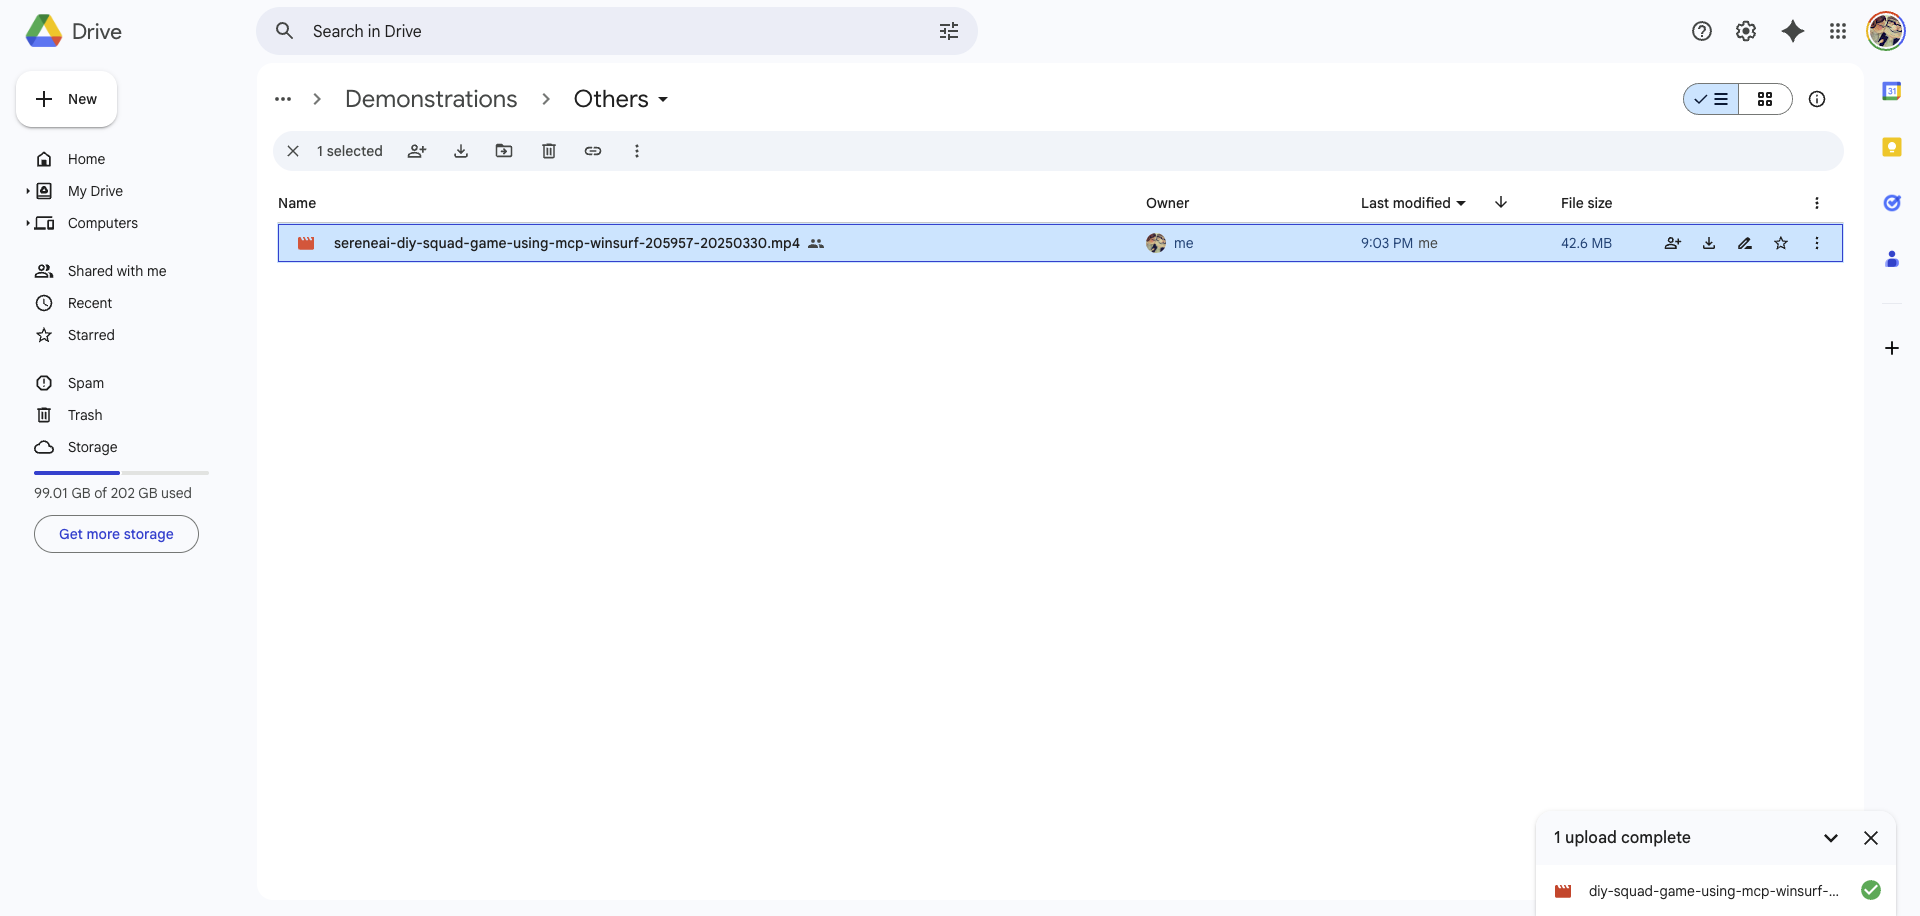 Drive
Search in Drive
New
Home
My Drive
Computers
Shared with me
Recent
Starred
Spam
Trash
Storage
99.01 GB of 202 GB used
Get more storage
Demonstrations
Others
1 selected
Name Owner Last modified File size
sereneai-diy-squad-game-using-mcp-winsurf-205957-20250330.mp4 me 9:03 PM me 42.6 MB
31
1 upload complete
diy-squad-game-using-mcp-winsurf-...